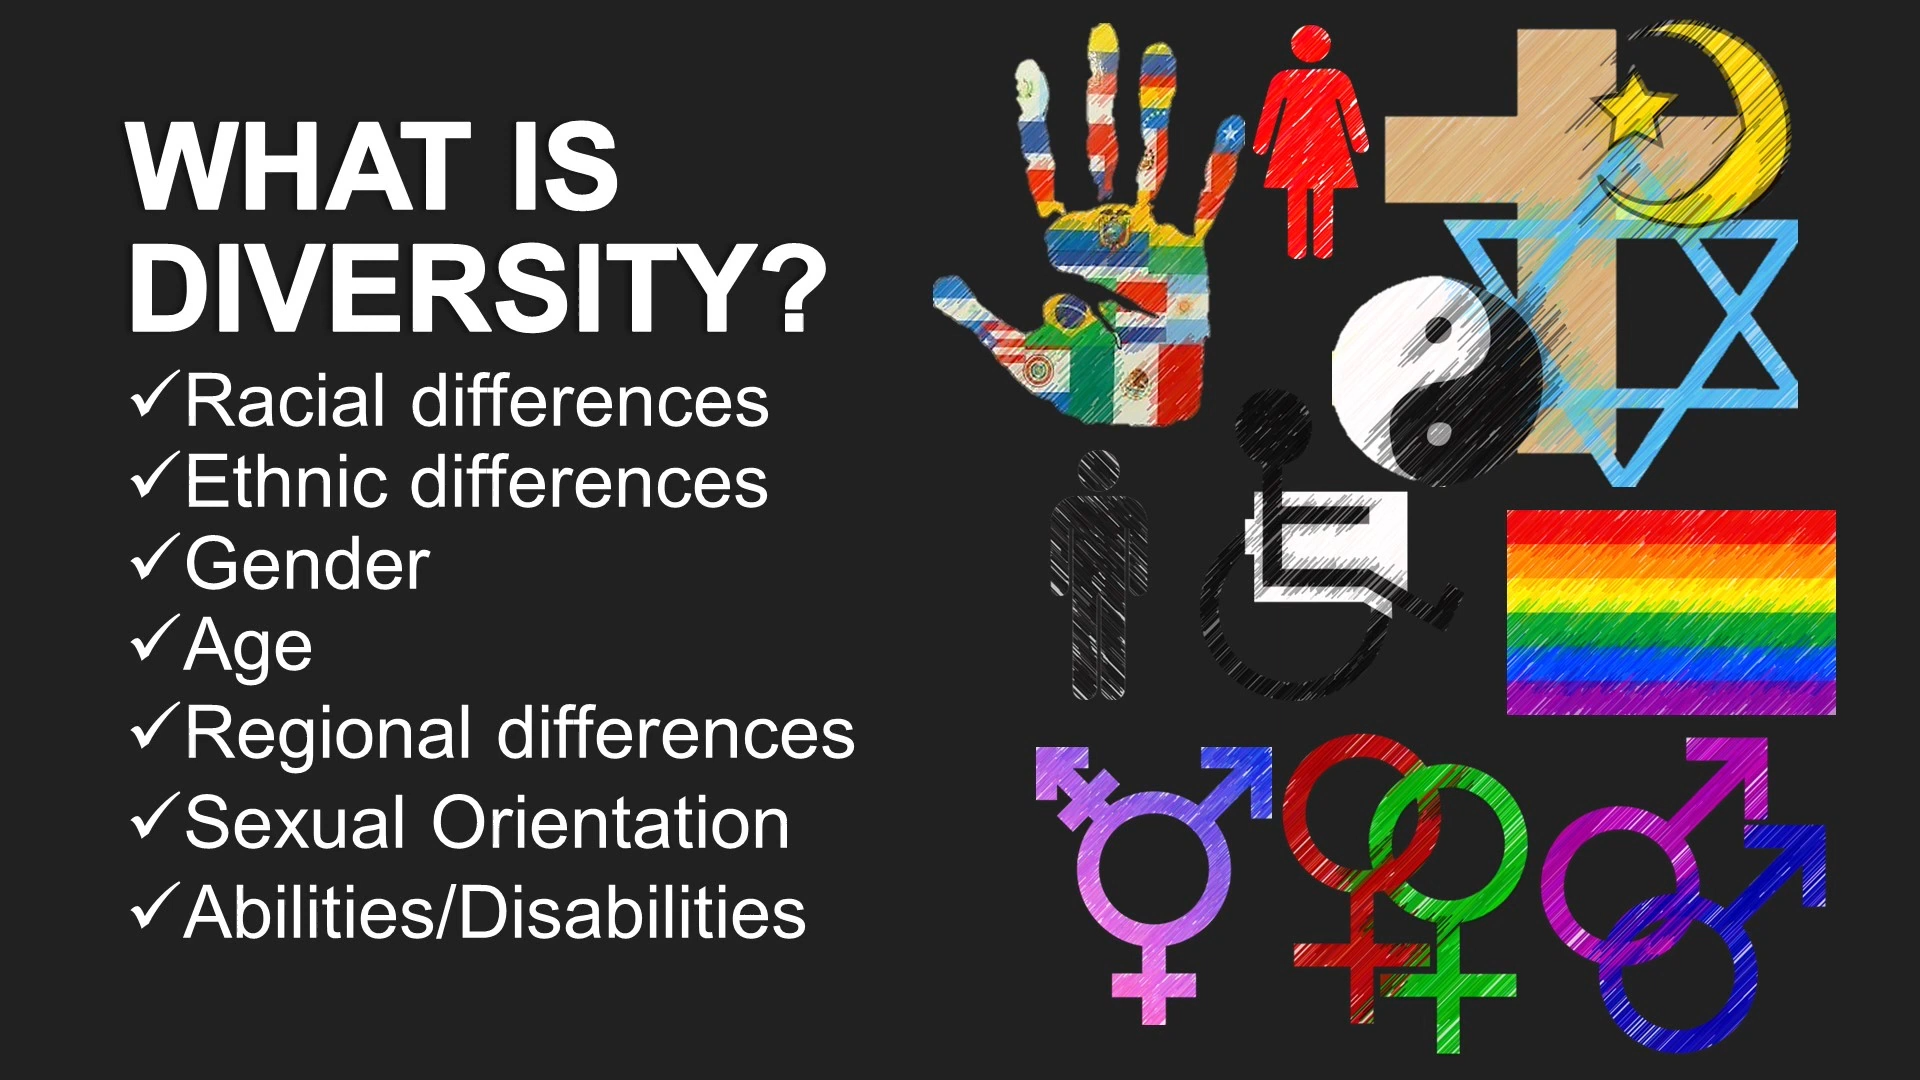 WHAT IS
DIVERSITY?
✓Racial differences
✓Ethnic differences
✓Gender
✓Age
✓Regional differences
✓Sexual Orientation
✓Abilities/Disabilities